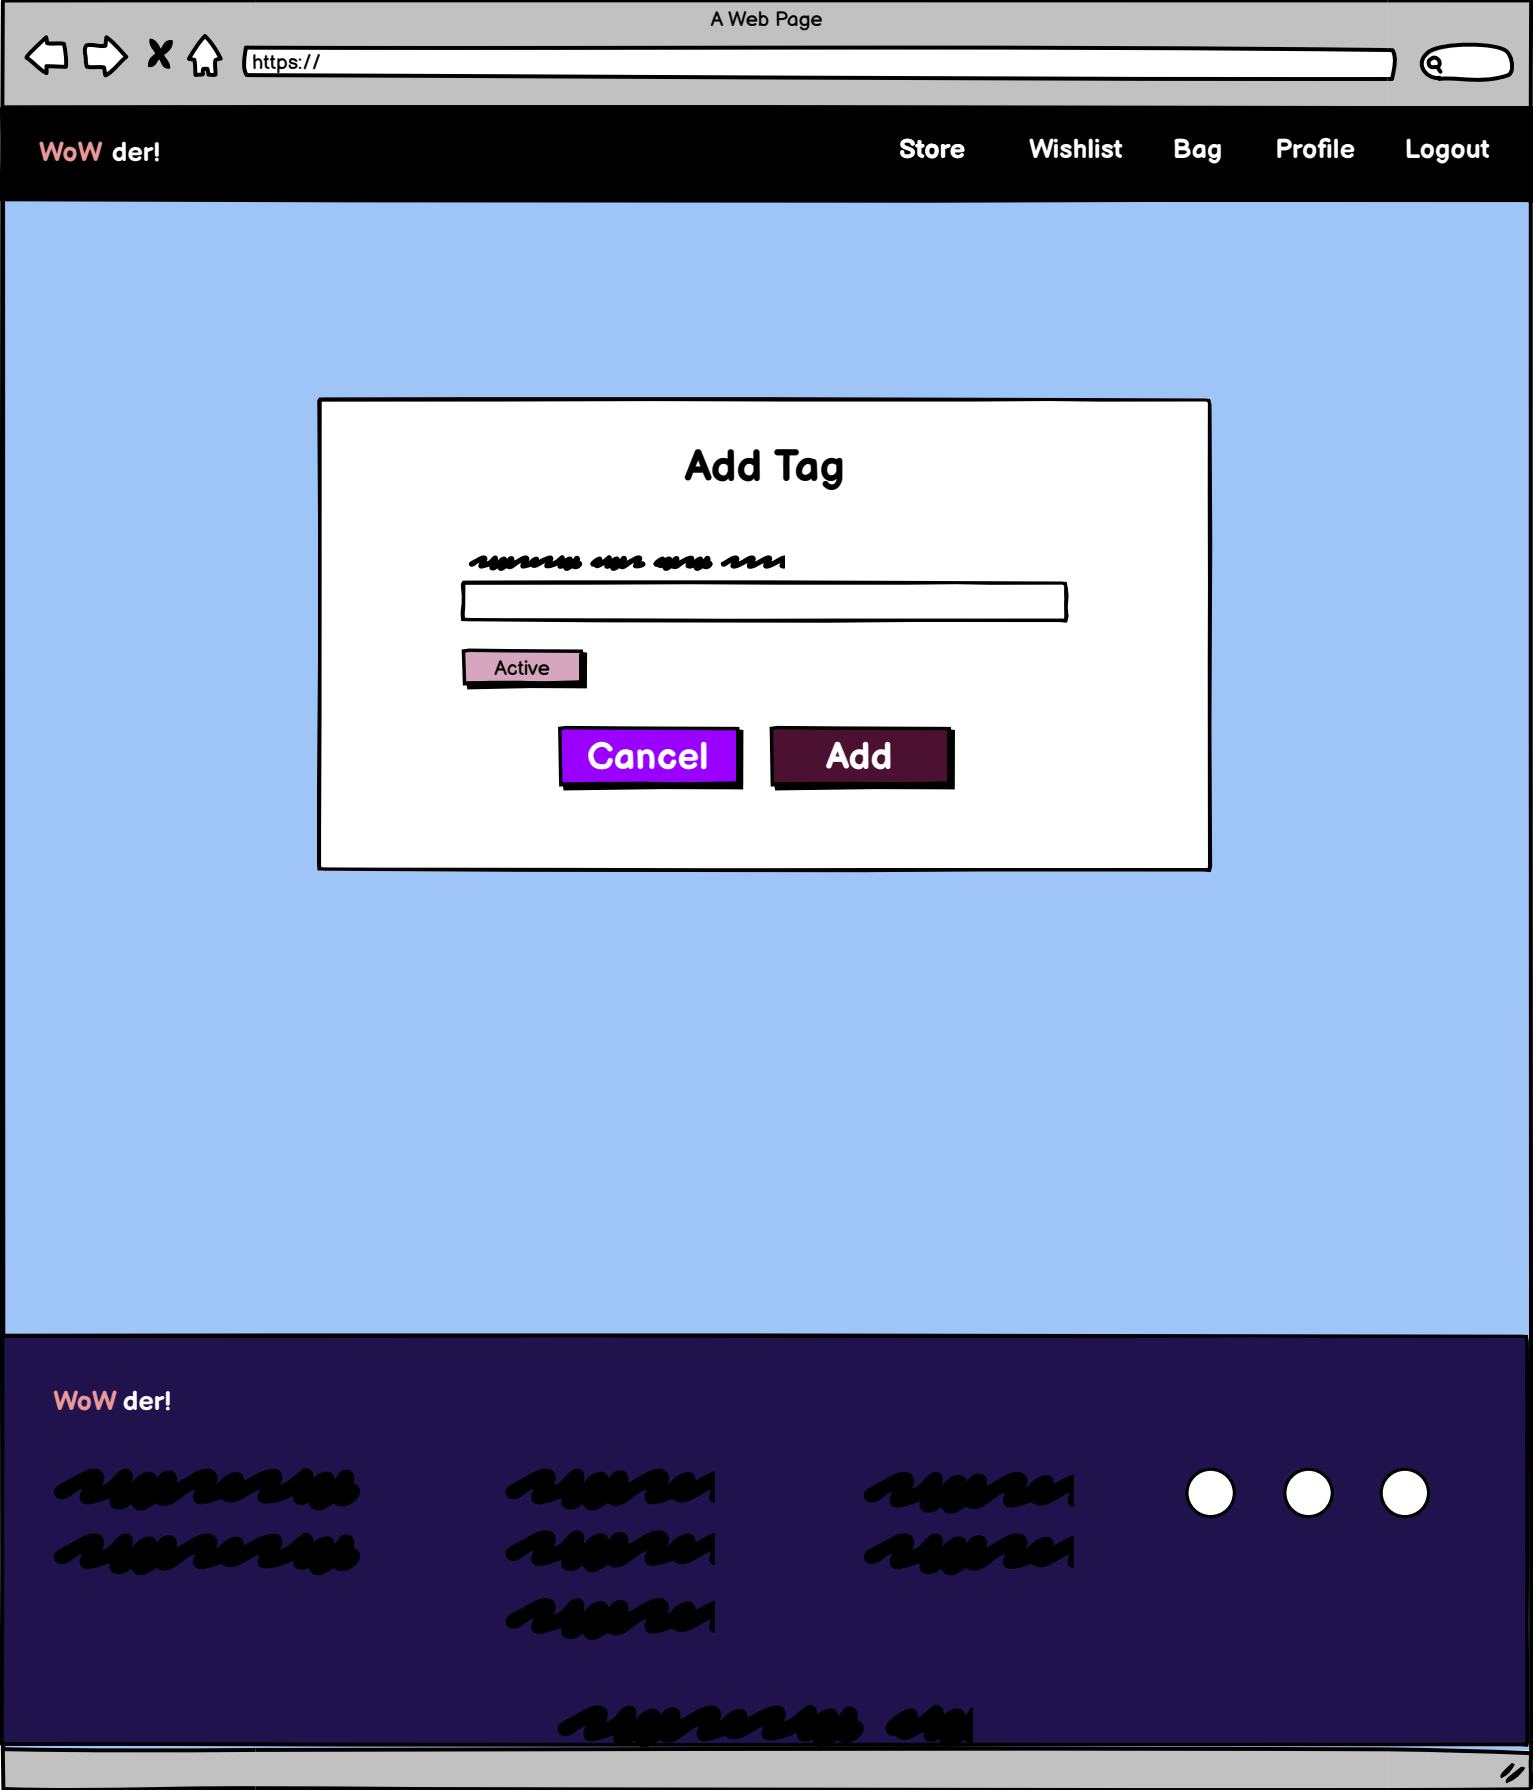 A Web Page
https://
WoW der!
Store Wishlist Bag Profile Logout
Add Tag
Active
Cancel Add
WoW der!